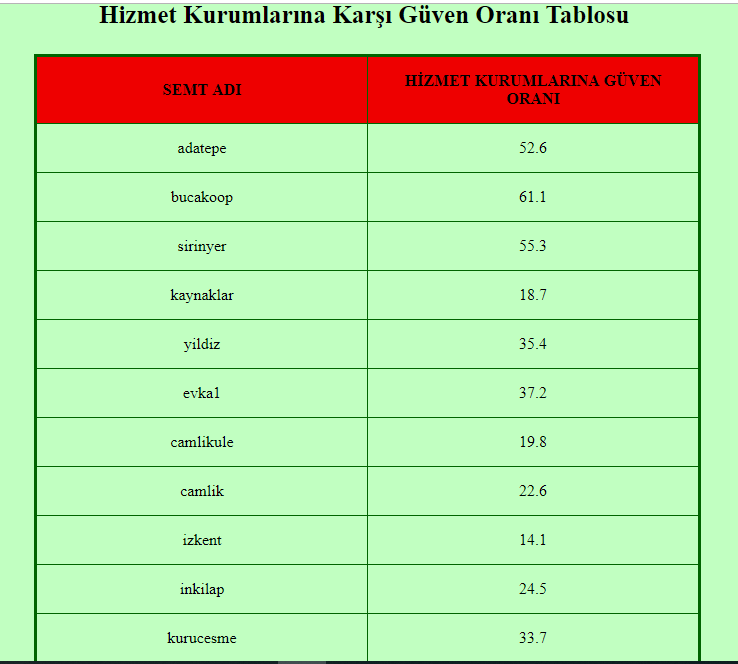 Hizmet Kurumlarına Karşı Güven Oranı Tablosu
SEMT ADI
HİZMET KURUMLARINA GÜVEN
ORANI
adatepe 52.6
bucakoop 61.1
sirinyer 55.3
kaynaklar 18.7
yildiz 35.4
evka1 37.2
camlikule 19.8
camlik 22.6
izkent 14.1
inkilap 24.5
kurucesme 33.7